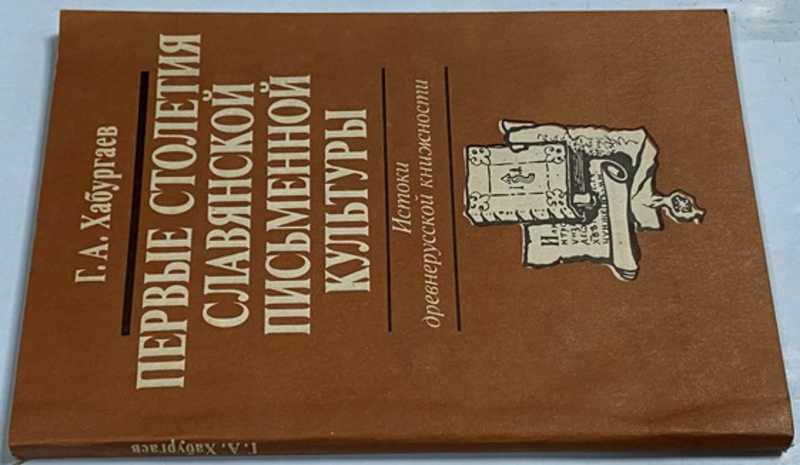 Г. А. Хабургаев
ПЕРВЫЕ СТОЛЕТИЯ
СЛАВЯНСКОЙ
ПИСЬМЕННОЙ
КУЛЬТУРЫ
Истоки
древнерусской книжности
Г. А. Хабургаев